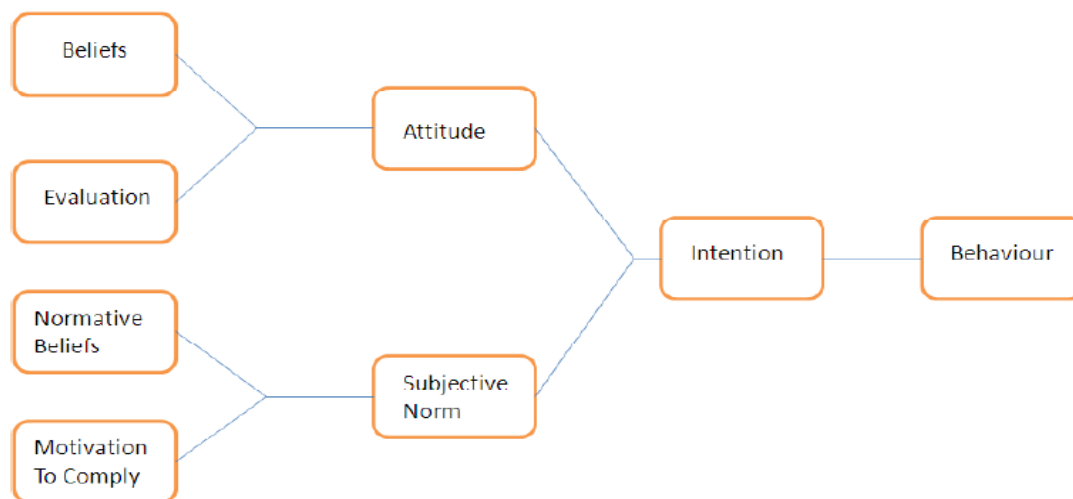 Beliefs
Evaluation
Normative
Beliefs
Motivation
To Comply
Attitude
Subjective
Norm
Intention
Behaviour